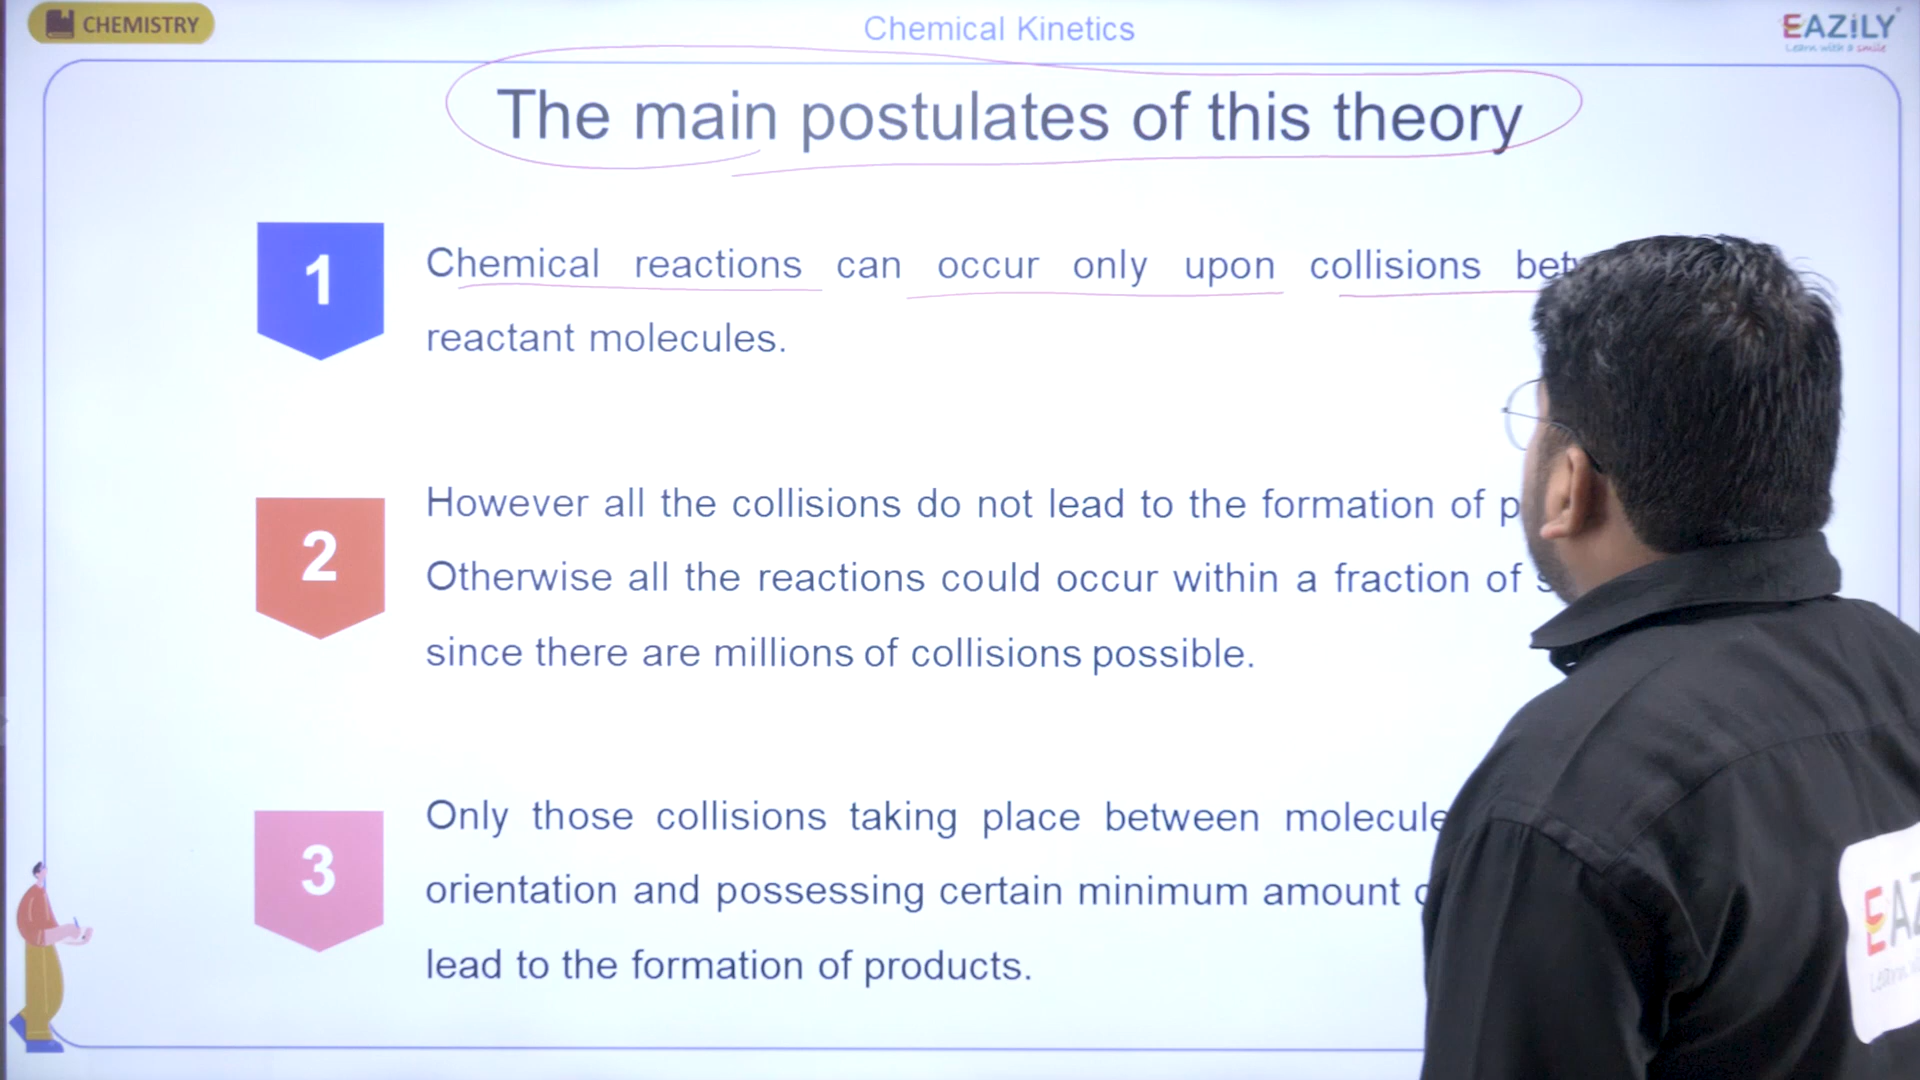 CHEMISTRY
Chemical Kinetics
EAZiLY
Learn with a smile
The main postulates of this theory
1
Chemical reactions can occur only upon collisions
reactant molecules.
2
However all the collisions do not lead to the formation of
Otherwise all the reactions could occur within a fraction of
since there are millions of collisions possible.
3
Only those collisions taking place between
orientation and possessing certain minimum amount
lead to the formation of products.